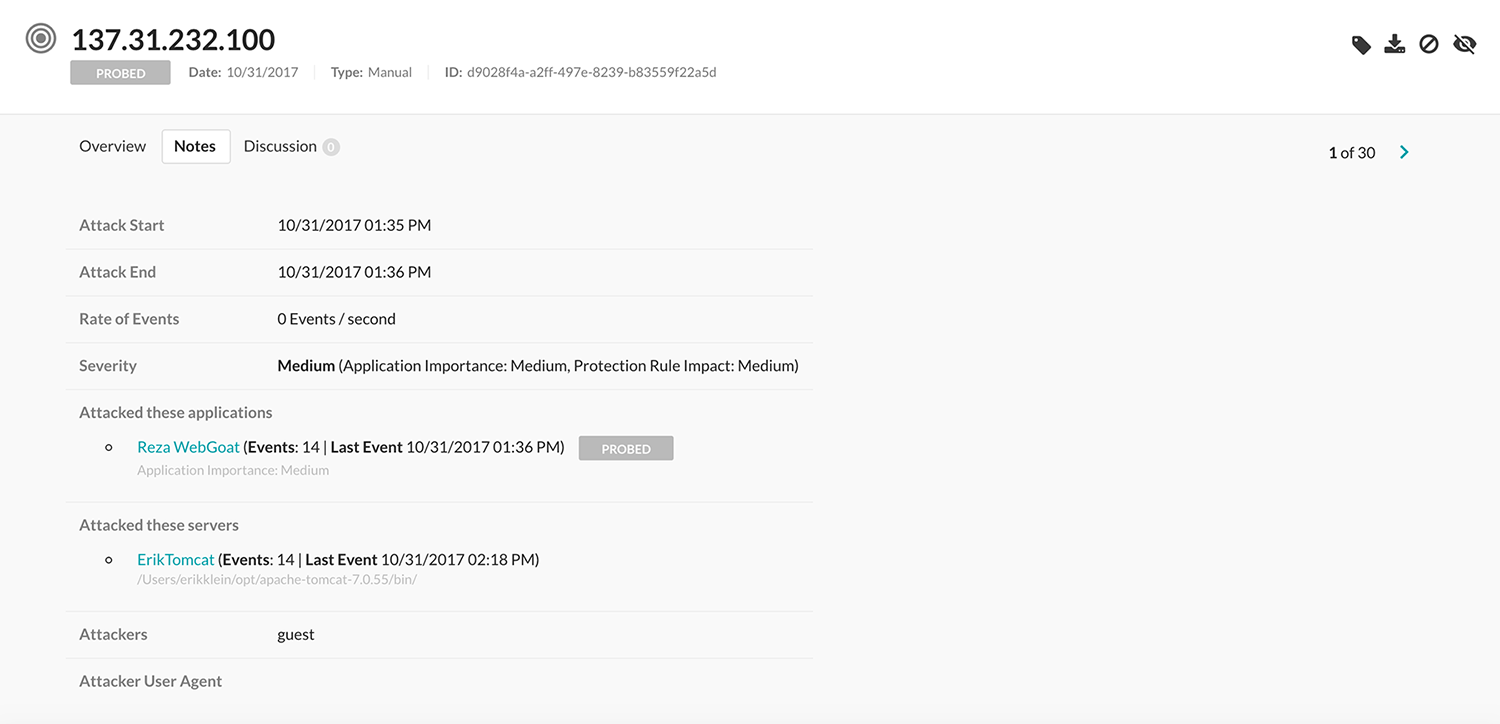 137.31.232.100
PROBED Date: 10/31/2017 Type: Manual ID: d9028f4a-a2ff-497e-8239-b83559f22a5d
Overview Notes Discussion 0
1 of 30
Attack Start 10/31/2017 01:35 PM
Attack End 10/31/2017 01:36 PM
Rate of Events 0 Events / second
Severity Medium (Application Importance: Medium, Protection Rule Impact: Medium)
Attacked these applications
Reza WebGoat (Events: 14 | Last Event 10/31/2017 01:36 PM) PROBED
Application Importance: Medium
Attacked these servers
ErikTomcat (Events: 14 | Last Event 10/31/2017 02:18 PM)
/Users/erikklein/opt/apache-tomcat-7.0.55/bin/
Attackers guest
Attacker User Agent